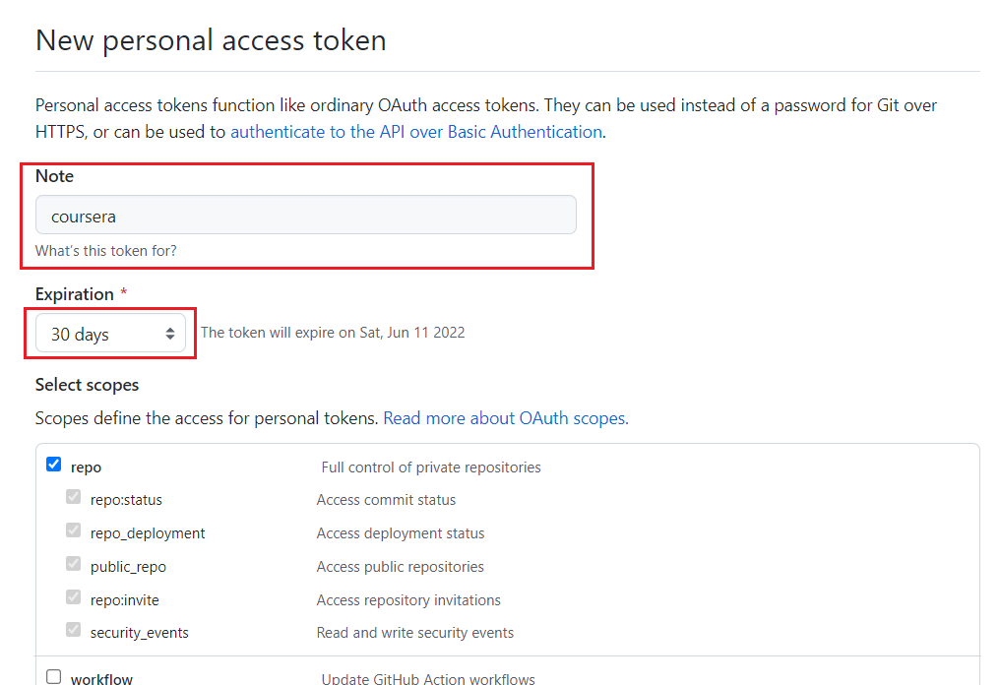 New personal access token
Personal access tokens function like ordinary OAuth access tokens. They can be used instead of a password for Git over
HTTPS, or can be used to authenticate to the API over Basic Authentication.
Note
coursera
What's this token for?
Expiration *
30 days The token will expire on Sat, Jun 11 2022
Select scopes
Scopes define the access for personal tokens. Read more about OAuth scopes.
repo Full control of private repositories
repo:status Access commit status
repo_deployment Access deployment status
public_repo Access public repositories
repo:invite Access repository invitations
security_events Read and write security events
workflow Update GitHub Action workflows